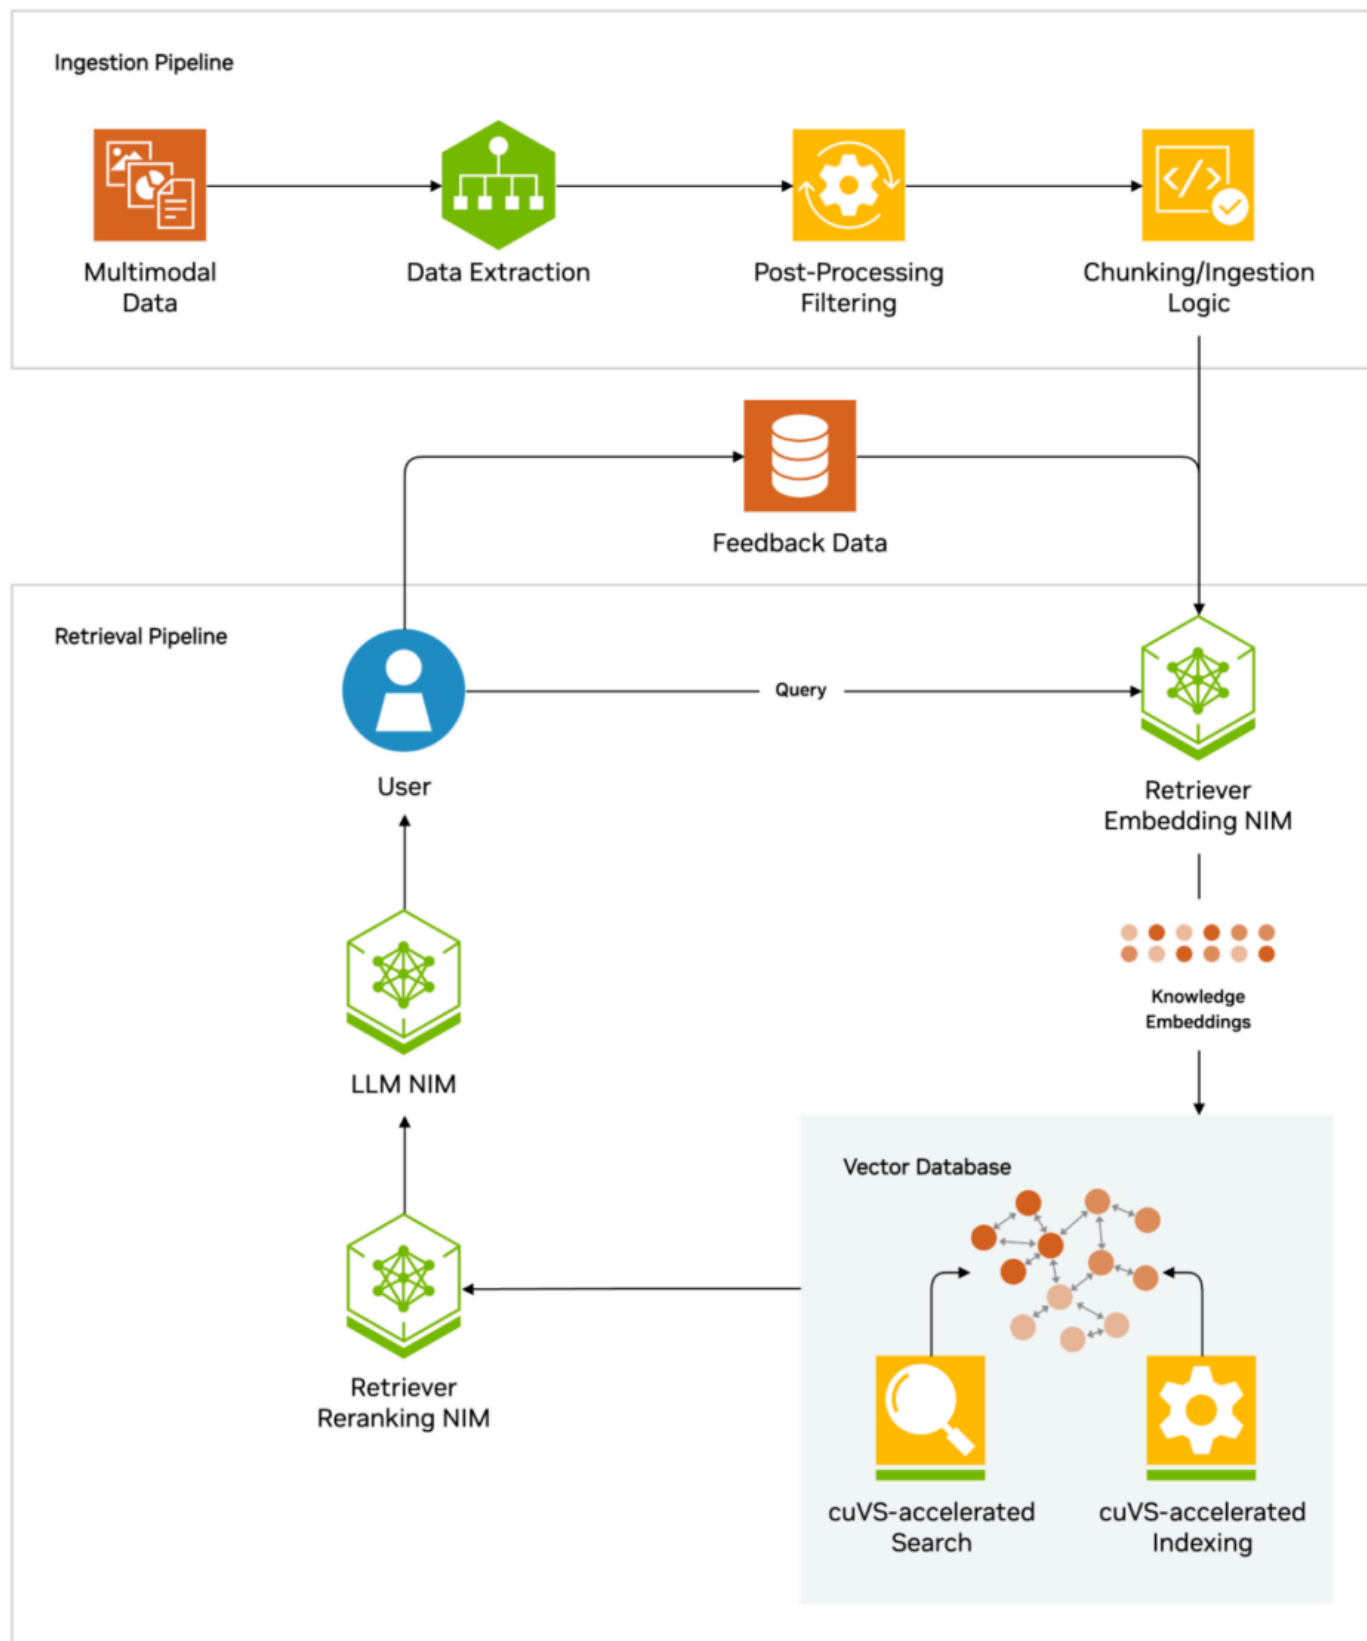 Ingestion Pipeline
Multimodal
Data
Data Extraction
Post-Processing
Filtering
Chunking/Ingestion
Logic
Feedback Data
Retrieval Pipeline
User
Query
Retriever
Embedding NIM
Knowledge
Embeddings
LLM NIM
Vector Database
Retriever
Reranking NIM
cuVS-accelerated
Search
cuVS-accelerated
Indexing